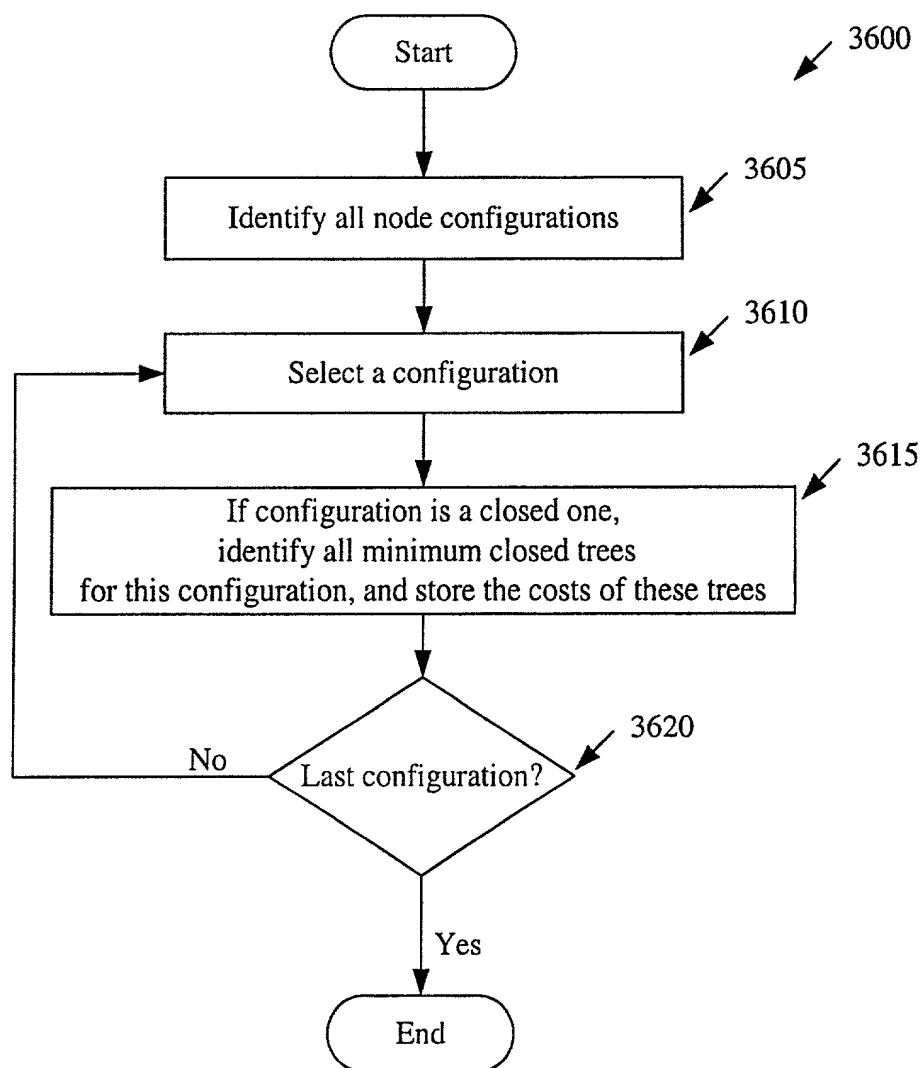 Start
3600
3605
Identify all node configurations
3610
Select a configuration
3615
If configuration is a closed one,
identify all minimum closed trees
for this configuration, and store the costs of these trees
3620
No
Last configuration?
Yes
End